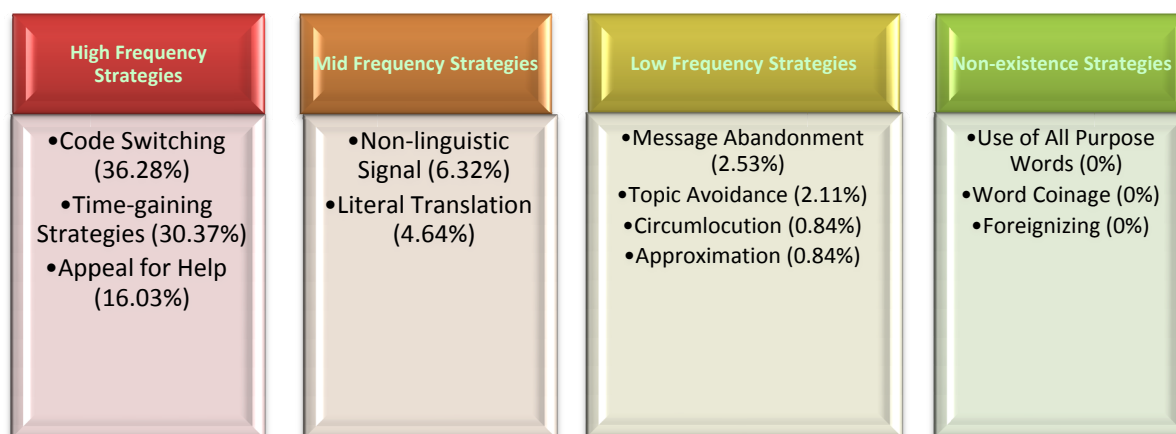 High Frequency
Strategies
•Code Switching
(36.28%)
•Time-gaining
Strategies (30.37%)
•Appeal for Help
(16.03%)
Mid Frequency Strategies
•Non-linguistic
Signal (6.32%)
•Literal Translation
(4.64%)
Low Frequency Strategies
•Message Abandonment
(2.53%)
•Topic Avoidance (2.11%)
•Circumlocution (0.84%)
•Approximation (0.84%)
Non-existence Strategies
•Use of All Purpose
Words (0%)
•Word Coinage (0%)
•Foreignizing (0%)